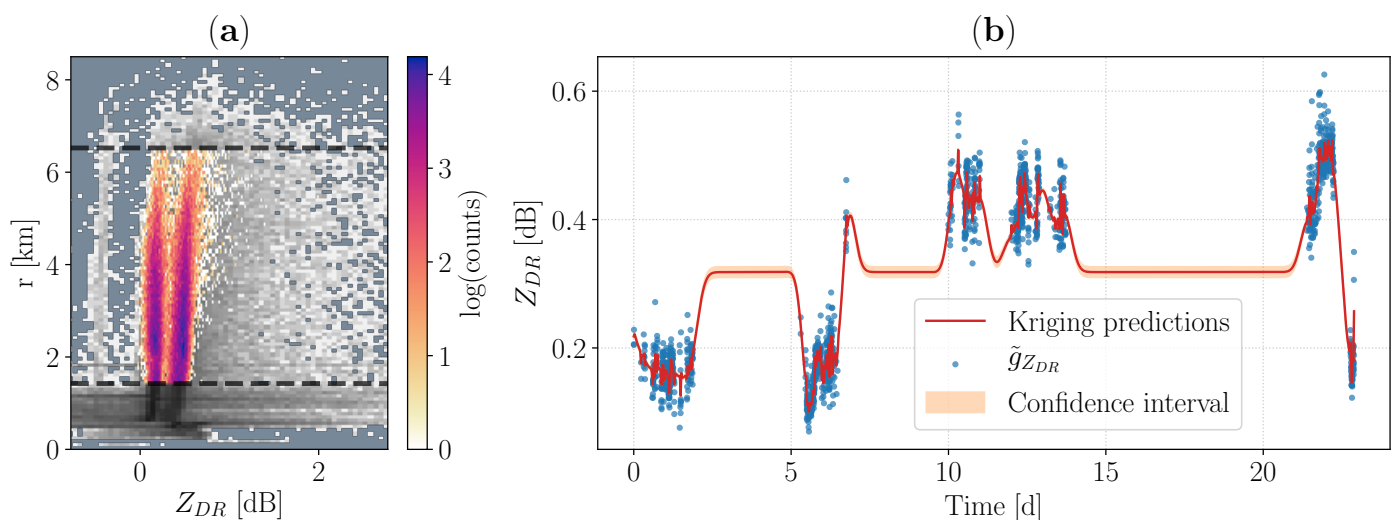 (a)
8
6
4
2
0
r [km]
0
2
Z_DR [dB]
4
3
2
1
0
log(counts)
(b)
0.6
0.4
0.2
Z_DR [dB]
0
5
10
15
20
Time [d]
Kriging predictions
g̃_Z_DR
Confidence interval